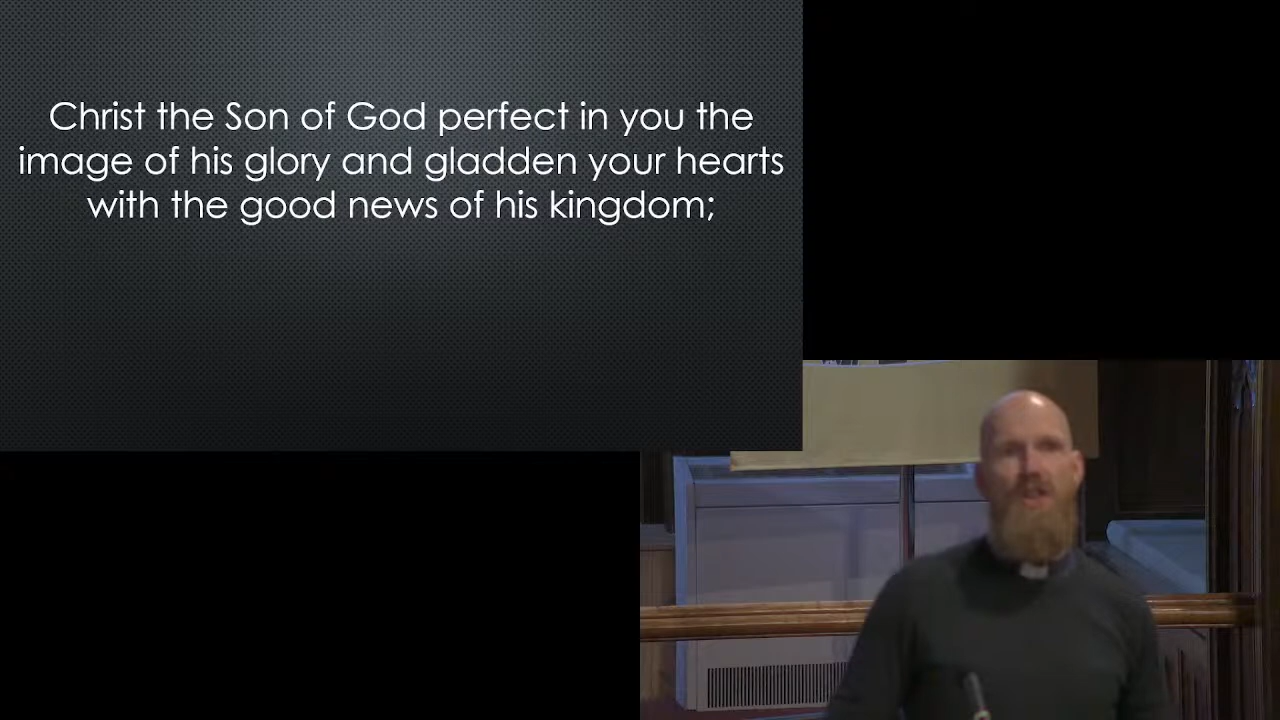 Christ the Son of God perfect in you the
image of his glory and gladden your hearts
with the good news of his kingdom;